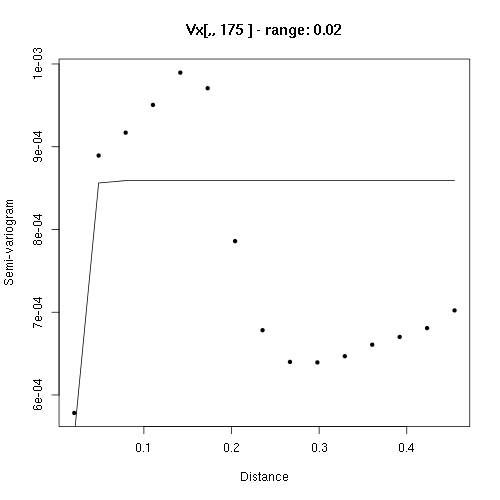 Vx[,, 175 ] - range: 0.02
1e-03
9e-04
8e-04
7e-04
6e-04
Semi-variogram
0.1 0.2 0.3 0.4
Distance